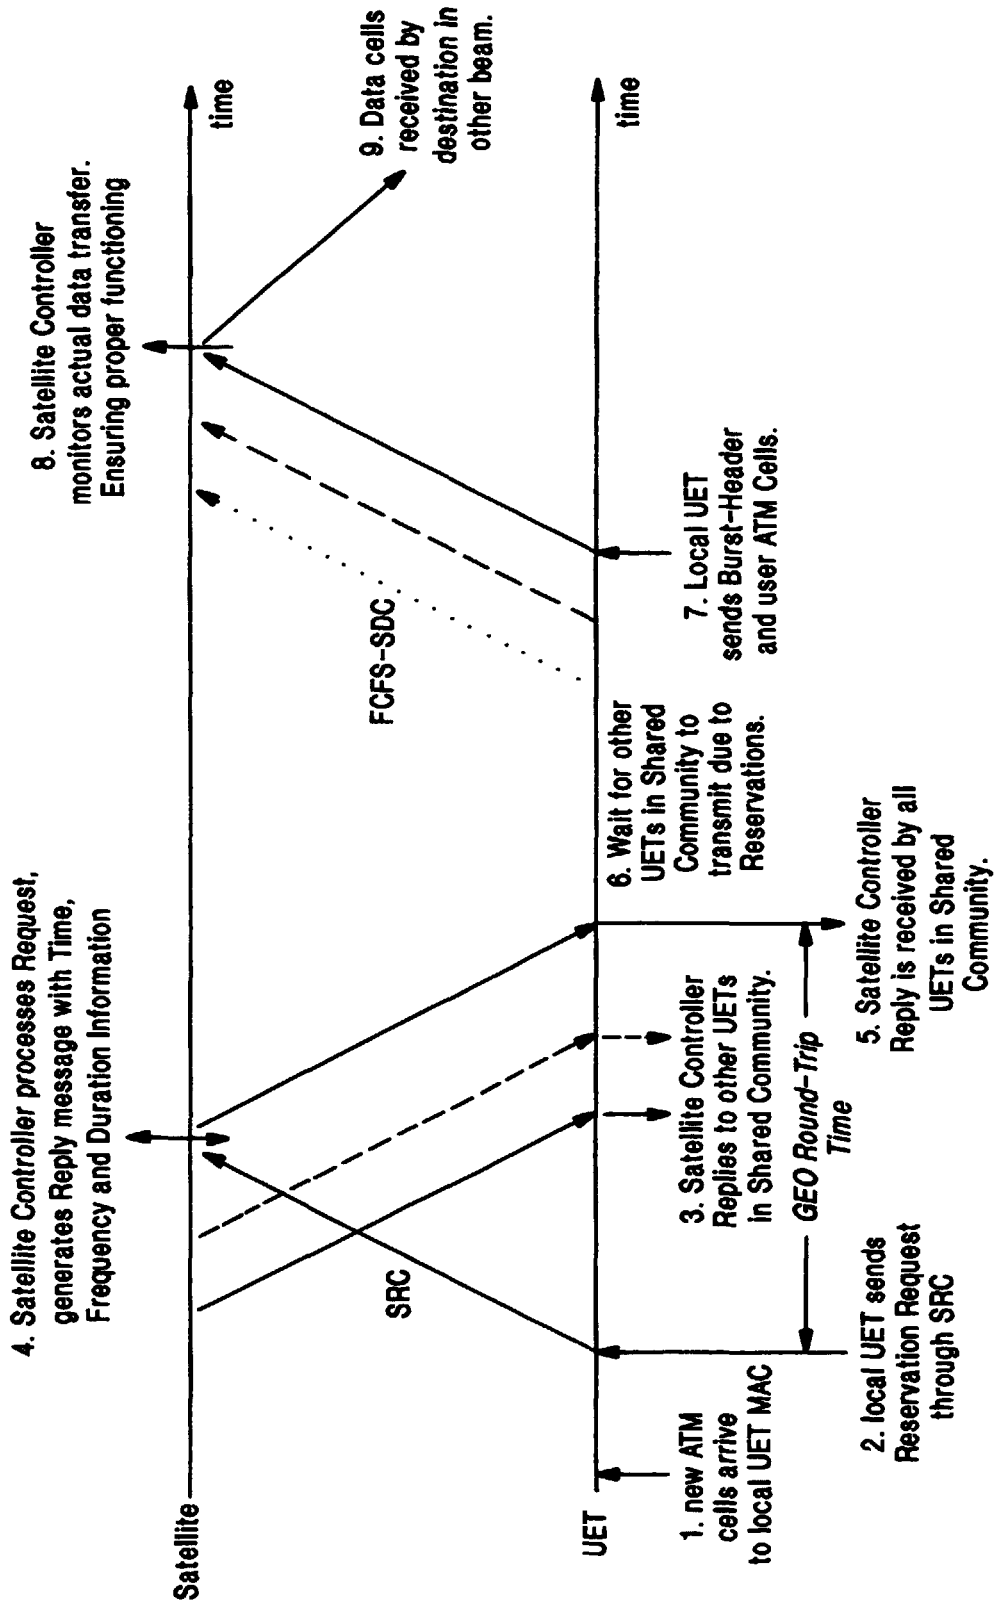 4. Satellite Controller processes Request,
generates Reply message with Time,
Frequency and Duration Information
8. Satellite Controller
monitors actual data transfer.
Ensuring proper functioning
Satellite
time
SRC
FCFS-SDC
9. Data cells
received by
destination in
other beam.
UET
time
1. new ATM
cells arrive
to local UET MAC
2. local UET sends
Reservation Request
through SRC
3. Satellite Controller
Replies to other UETs
in Shared Community.
GEO Round-Trip
Time
5. Satellite Controller
Reply is received by all
UETs in Shared
Community.
6. Wait for other
UETs in Shared
Community to
transmit due to
Reservations.
7. Local UET
sends Burst-Header
and user ATM Cells.